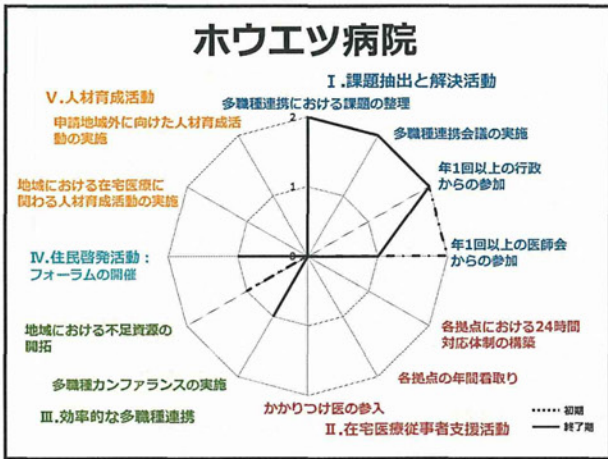 ホウエツ病院
Ⅰ.課題抽出と解決活動
Ⅴ.人材育成活動
多職種連携における課題の整理
申請地域外に向けた人材育成活
動の実施
2
多職種連携会議の実施
地域における在宅医療に
関わる人材育成活動の実施
1
年1回以上の行政
からの参加
Ⅳ.住民啓発活動：
フォーラムの開催
0
年1回以上の医師会
からの参加
地域における不足資源の
開拓
各拠点における24時間
対応体制の構築
多職種カンファランスの実施
各拠点の年間看取り
Ⅲ.効率的な多職種連携
かかりつけ医の参入
Ⅱ.在宅医療従事者支援活動
初期
終了期